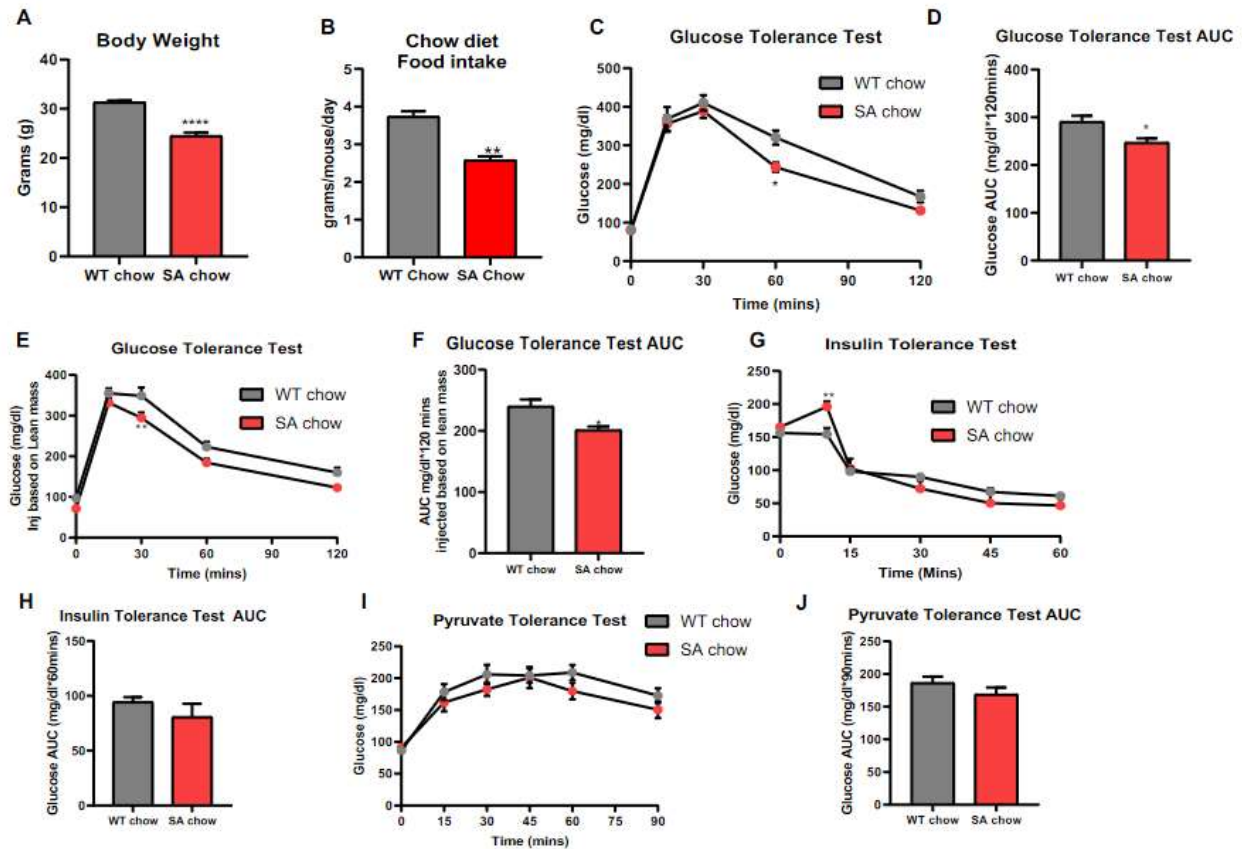 A
Body Weight
Grams (g)
40
30
20
10
0
****
WT chow
SA chow
B
Chow diet
Food intake
grams/mouse/day
5
4
3
2
1
0
**
WT Chow
SA Chow
C
Glucose Tolerance Test
Glucose (mg/dl)
500
400
300
200
100
0
WT chow
SA chow
*
0
30
60
90
120
Time (mins)
D
Glucose Tolerance Test AUC
Glucose AUC (mg/dl*120mins)
400
300
200
100
0
*
WT chow
SA chow
E
Glucose Tolerance Test
Glucose (mg/dl)
Inj based on Lean mass
400
300
200
100
0
WT chow
SA chow
**
0
30
60
90
120
Time (mins)
F
Glucose Tolerance Test AUC
AUC mg/dl*120 mins
injected based on lean mass
300
200
100
0
*
WT chow
SA chow
G
Insulin Tolerance Test
Glucose (mg/dl)
250
200
150
100
50
0
**
WT chow
SA chow
0
15
30
45
60
Time (Mins)
H
Insulin Tolerance Test AUC
Glucose AUC (mg/dl*60mins)
150
100
50
0
WT chow
SA chow
I
Pyruvate Tolerance Test
Glucose (mg/dl)
250
200
150
100
50
0
WT chow
SA chow
0
15
30
45
60
75
90
Time (mins)
J
Pyruvate Tolerance Test AUC
Glucose AUC (mg/dl*90mins)
250
200
150
100
50
0
WT chow
SA chow